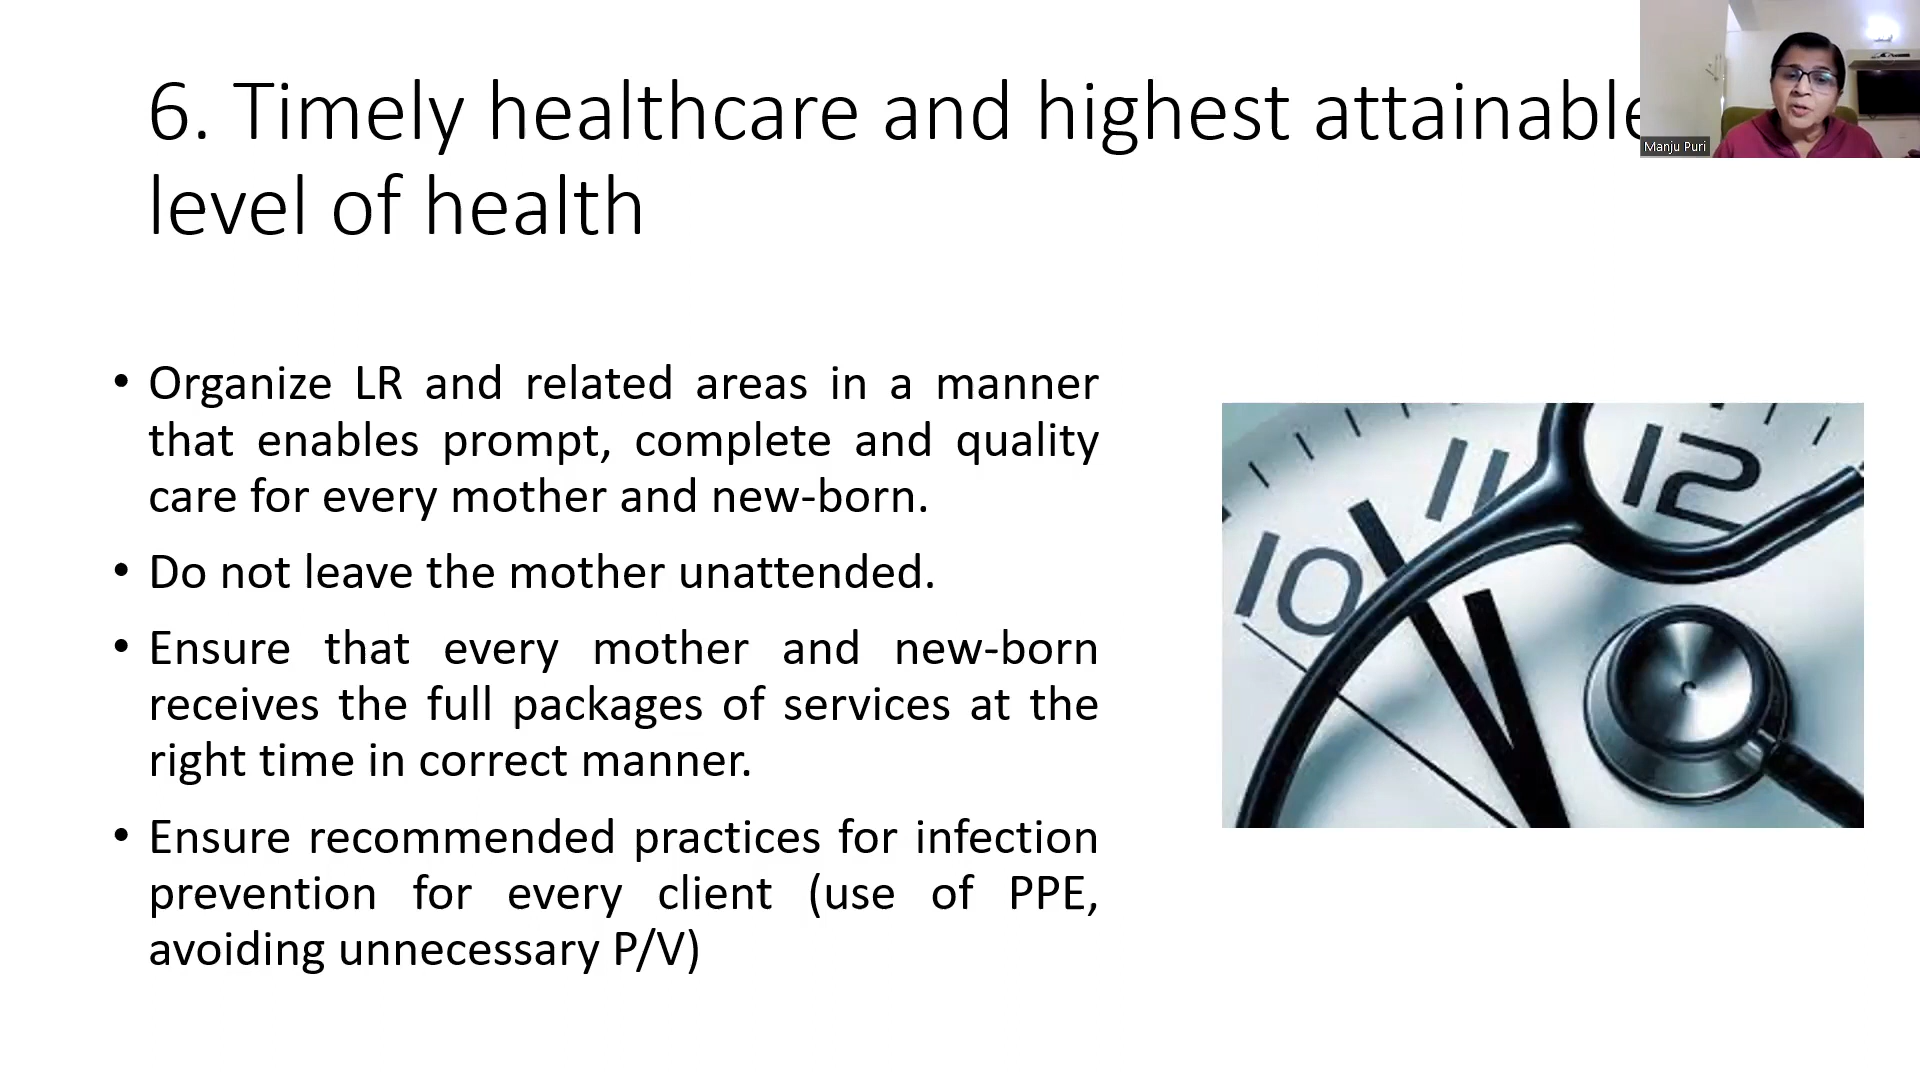 6. Timely healthcare and highest attainable
level of health
Manju Puri
• Organize LR and related areas in a manner
that enables prompt, complete and quality
care for every mother and new-born.
• Do not leave the mother unattended.
• Ensure that every mother and new-born
receives the full packages of services at the
right time in correct manner.
• Ensure recommended practices for infection
prevention for every client (use of PPE,
avoiding unnecessary P/V)
10
11
12